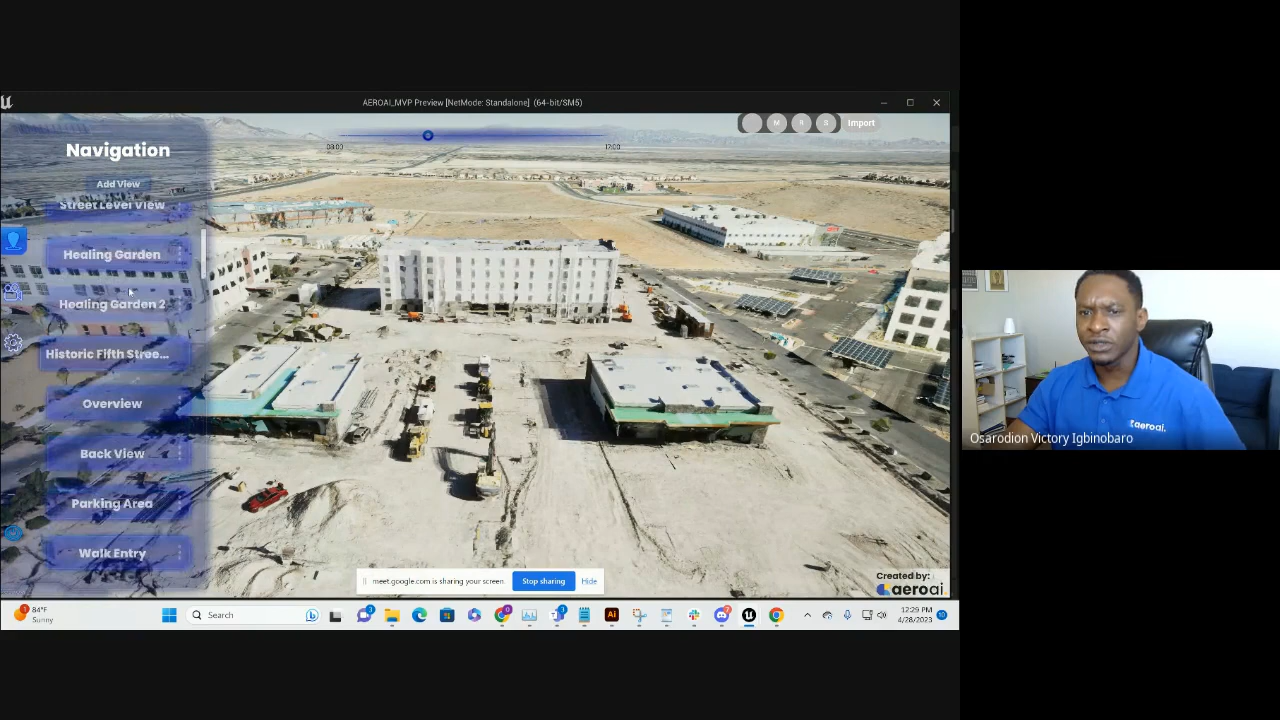 AEROAI_MVP Preview [NetMode: Standalone] (64-bit/SM5)
M
R
S
Import
08:00
17:00
Navigation
Add View
Street Level View
Healing Garden
Healing Garden 2
Historic Fifth Stree...
Overview
Back View
Parking Area
Walk Entry
meet.google.com is sharing your screen.
Stop sharing
Hide
Created by:
aeroai.
84°F
Sunny
Search
12:29 PM
4/28/2023
aeroai.
Osarodion Victory Igbinobaro